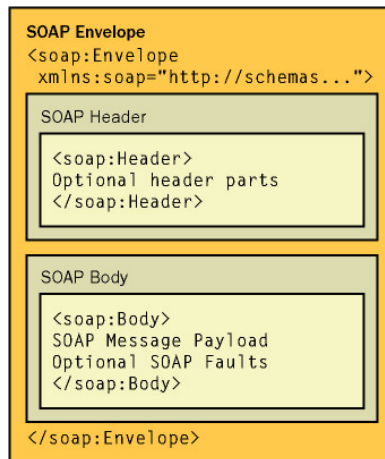 SOAP Envelope
<soap:Envelope
xmlns:soap="http://schemas...">
SOAP Header
<soap:Header>
Optional header parts
</soap:Header>
SOAP Body
<soap:Body>
SOAP Message Payload
Optional SOAP Faults
</soap:Body>
</soap:Envelope>